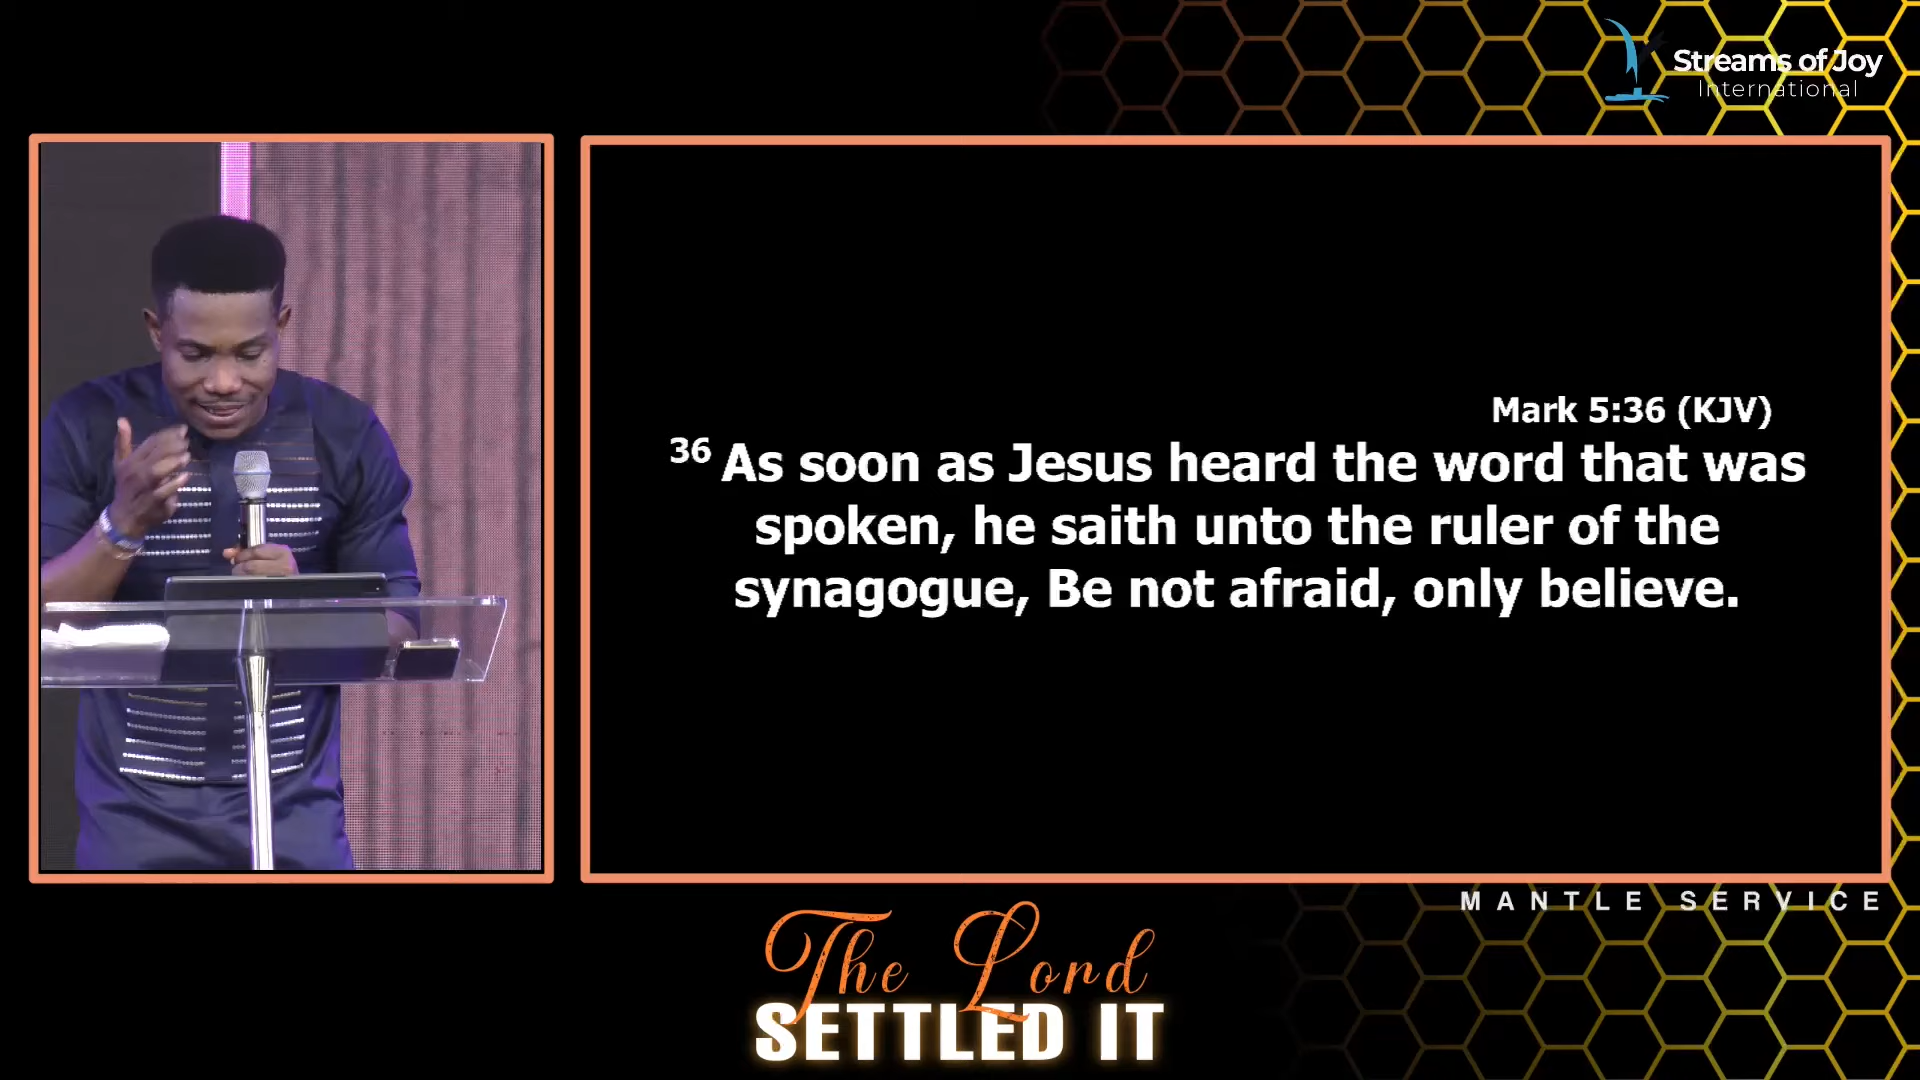 Streams of Joy
International
Mark 5:36 (KJV)
36 As soon as Jesus heard the word that was
spoken, he saith unto the ruler of the
synagogue, Be not afraid, only believe.
MANTLE SERVICE
The Lord
SETTLED IT